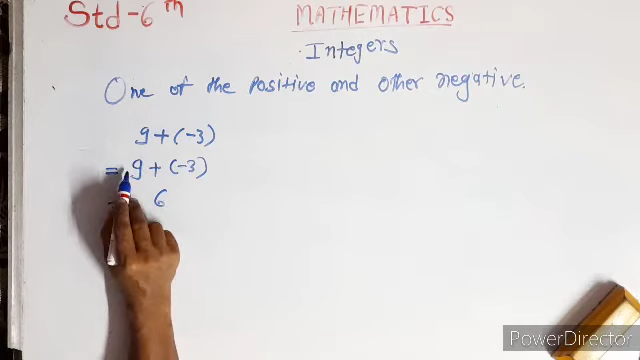 Std-6th
MATHEMATICS
Integers
One of the Positive and other negative.
9+(-3)
= 9+(-3)
= 6
PowerDirector